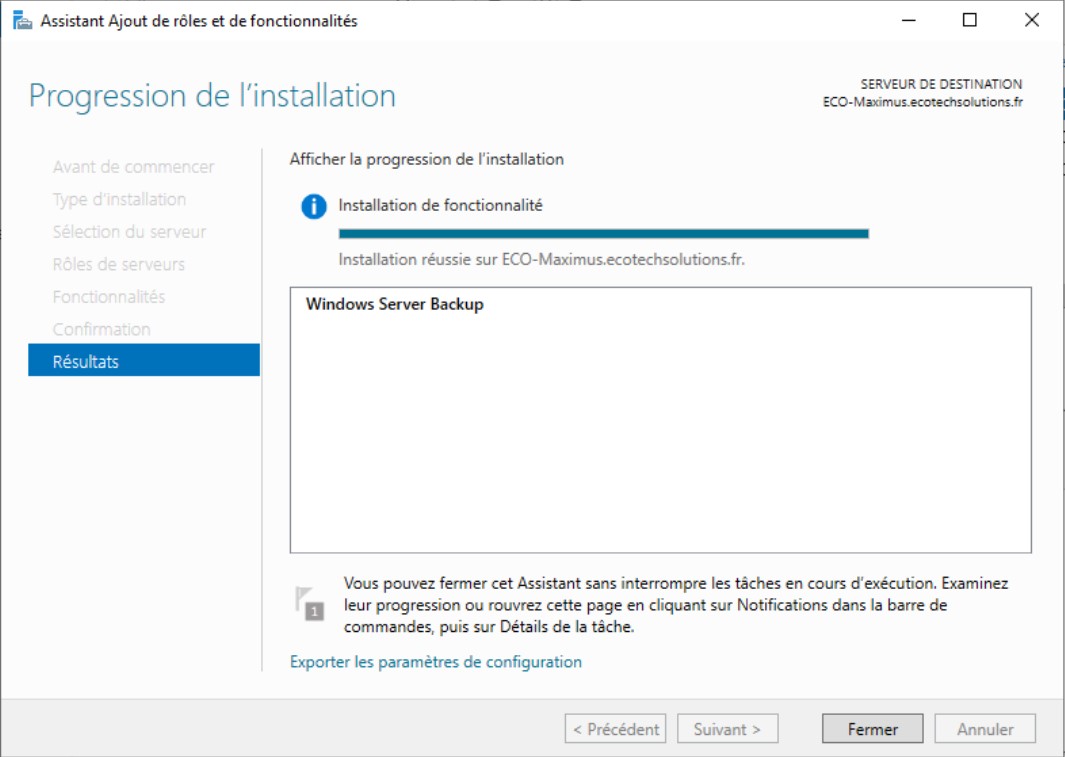 Assistant Ajout de rôles et de fonctionnalités
Progression de l'installation
SERVEUR DE DESTINATION
ECO-Maximus.ecotechsolutions.fr
Avant de commencer
Type d'installation
Sélection du serveur
Rôles de serveurs
Fonctionnalités
Confirmation
Résultats
Afficher la progression de l'installation
Installation de fonctionnalité
Installation réussie sur ECO-Maximus.ecotechsolutions.fr.
Windows Server Backup
1
Vous pouvez fermer cet Assistant sans interrompre les tâches en cours d'exécution. Examinez
leur progression ou rouvrez cette page en cliquant sur Notifications dans la barre de
commandes, puis sur Détails de la tâche.
Exporter les paramètres de configuration
< Précédent
Suivant >
Fermer
Annuler